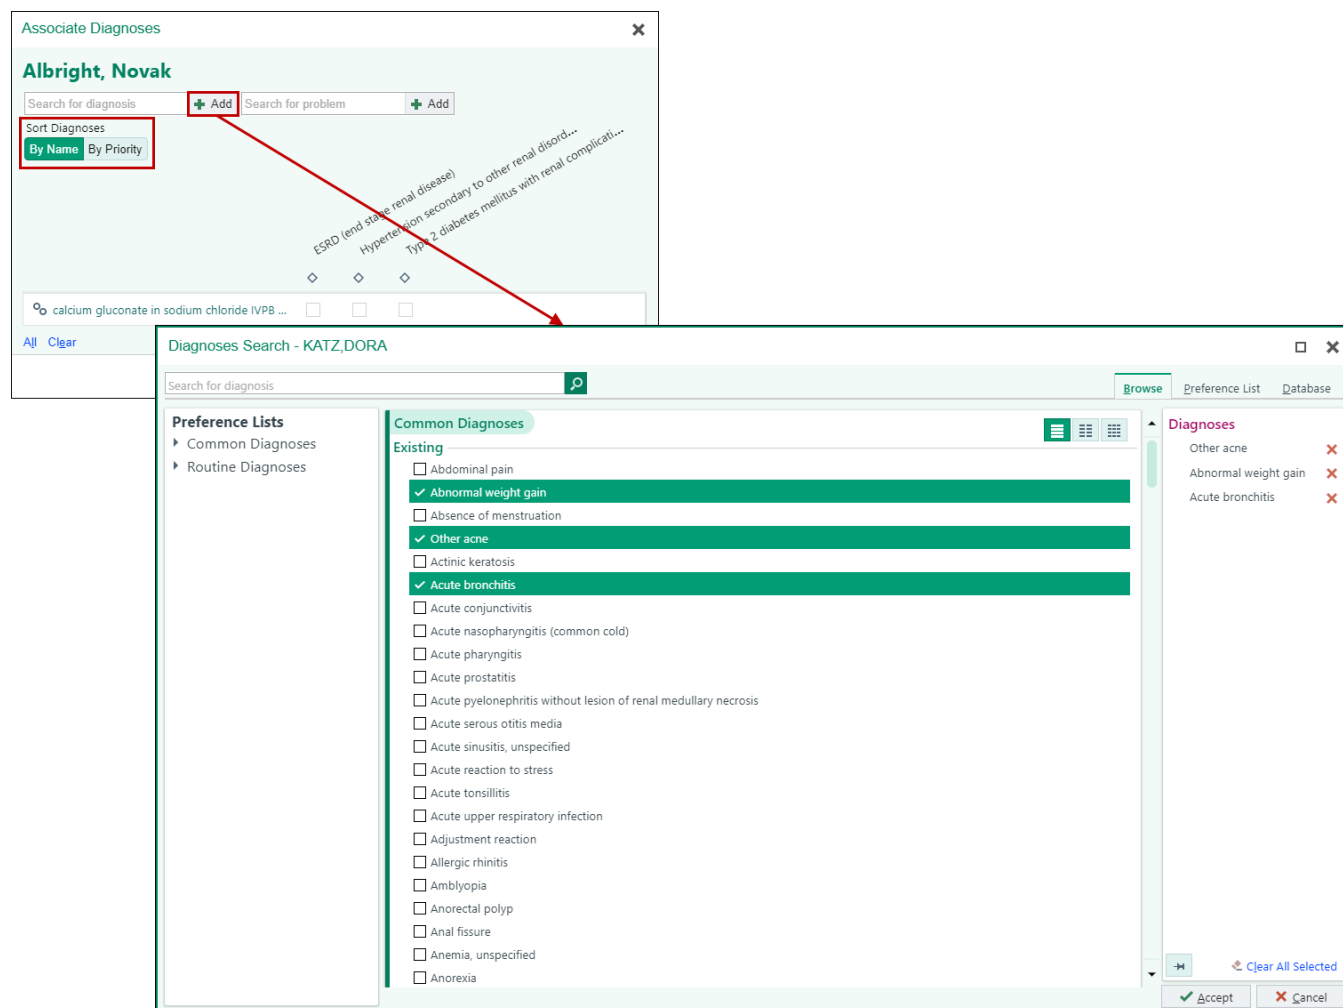 Associate Diagnoses
Albright, Novak
Search for diagnosis
Add
Search for problem
Add
Sort Diagnoses
By Name By Priority
ESRD (end stage renal disease)
Hypertension secondary to other renal disord...
Type 2 diabetes mellitus with renal complicati...
calcium gluconate in sodium chloride IVPB ...
All Clear
Diagnoses Search - KATZ,DORA
Search for diagnosis
Browse Preference List Database
Preference Lists
Common Diagnoses
Routine Diagnoses
Common Diagnoses
Existing
Abdominal pain
Abnormal weight gain
Absence of menstruation
Other acne
Actinic keratosis
Acute bronchitis
Acute conjunctivitis
Acute nasopharyngitis (common cold)
Acute pharyngitis
Acute prostatitis
Acute pyelonephritis without lesion of renal medullary necrosis
Acute serous otitis media
Acute sinusitis, unspecified
Acute reaction to stress
Acute tonsillitis
Acute upper respiratory infection
Adjustment reaction
Allergic rhinitis
Amblyopia
Anorectal polyp
Anal fissure
Anemia, unspecified
Anorexia
Diagnoses
Other acne
Abnormal weight gain
Acute bronchitis
Clear All Selected
Accept Cancel